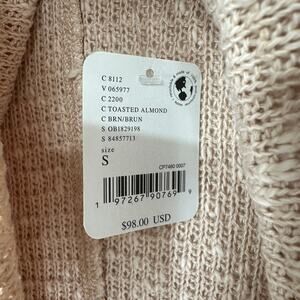 C 8112
V 065977
C 2200
C TOASTED ALMOND
C BRN/BRUN
S OB1829198
S 84857713
size
S
CP7480 0007
1 97267 90769 9
$98.00 USD